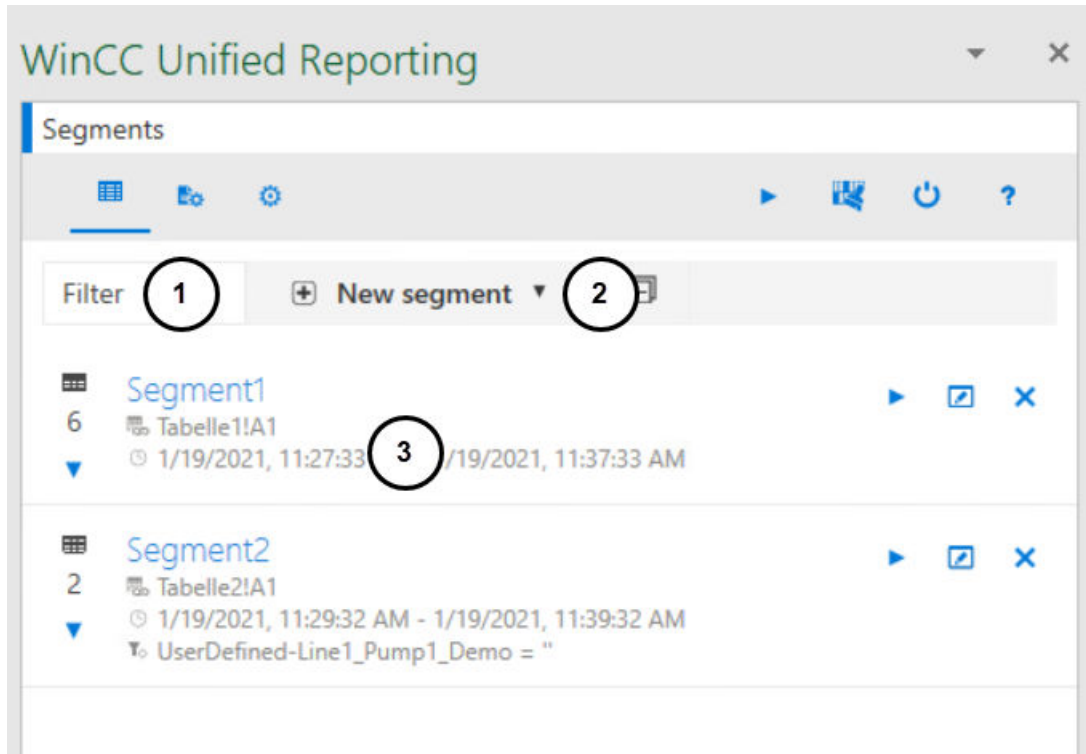 WinCC Unified Reporting
Segments
?
Filter 1 New segment 2
Segment1
6 Tabelle1!A1
1/19/2021, 11:27:33 3 /19/2021, 11:37:33 AM
Segment2
2 Tabelle2!A1
1/19/2021, 11:29:32 AM - 1/19/2021, 11:39:32 AM
UserDefined-Line1_Pump1_Demo = ''